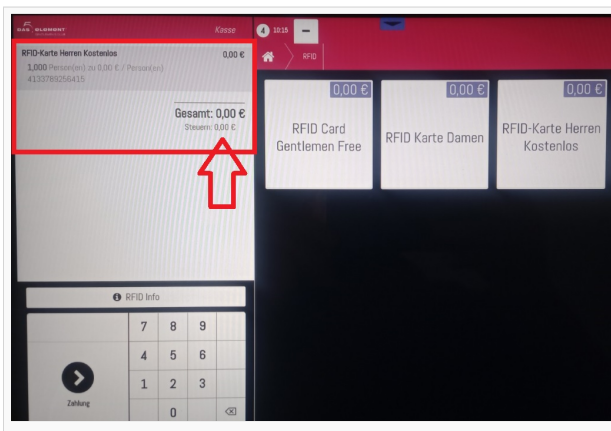 DAS ELEMENT
Kasse
4 10:15
RFID-Karte Herren Kostenlos 0,00 €
1,000 Person(en) zu 0,00 € / Person(en)
4133789256415
Gesamt: 0,00 €
Steuern: 0,00 €
RFID
0,00 €
RFID Card
Gentlemen Free
0,00 €
RFID Karte Damen
0,00 €
RFID-Karte Herren
Kostenlos
RFID Info
7 8 9
4 5 6
1 2 3
0
Zahlung